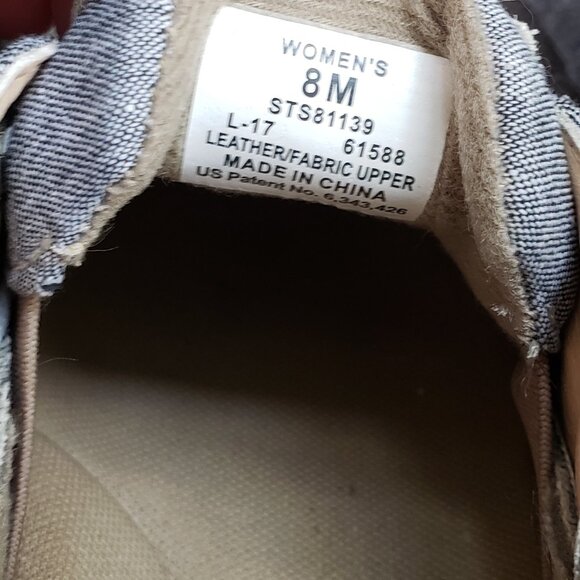 WOMEN'S
8M
STS81139
L-17 61588
LEATHER/FABRIC UPPER
MADE IN CHINA
US Patent No. 6,343,426